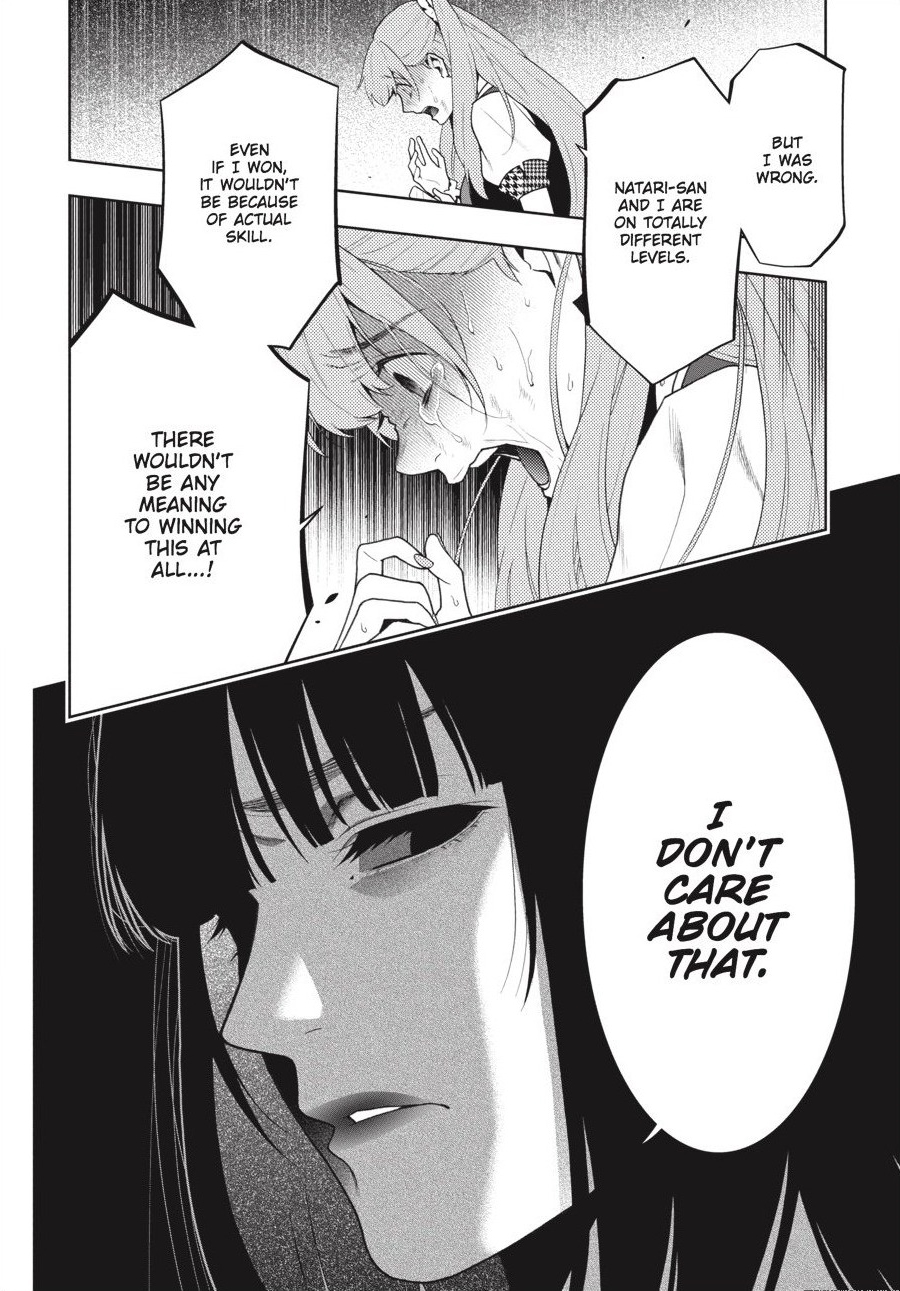 BUT
I WAS
WRONG.
NATARI-SAN
AND I ARE
ON TOTALLY
DIFFERENT
LEVELS.
EVEN
IF I WON,
IT WOULDN'T
BE BECAUSE
OF ACTUAL
SKILL.
THERE
WOULDN'T
BE ANY
MEANING
TO WINNING
THIS AT
ALL...!
I
DON'T
CARE
ABOUT
THAT.